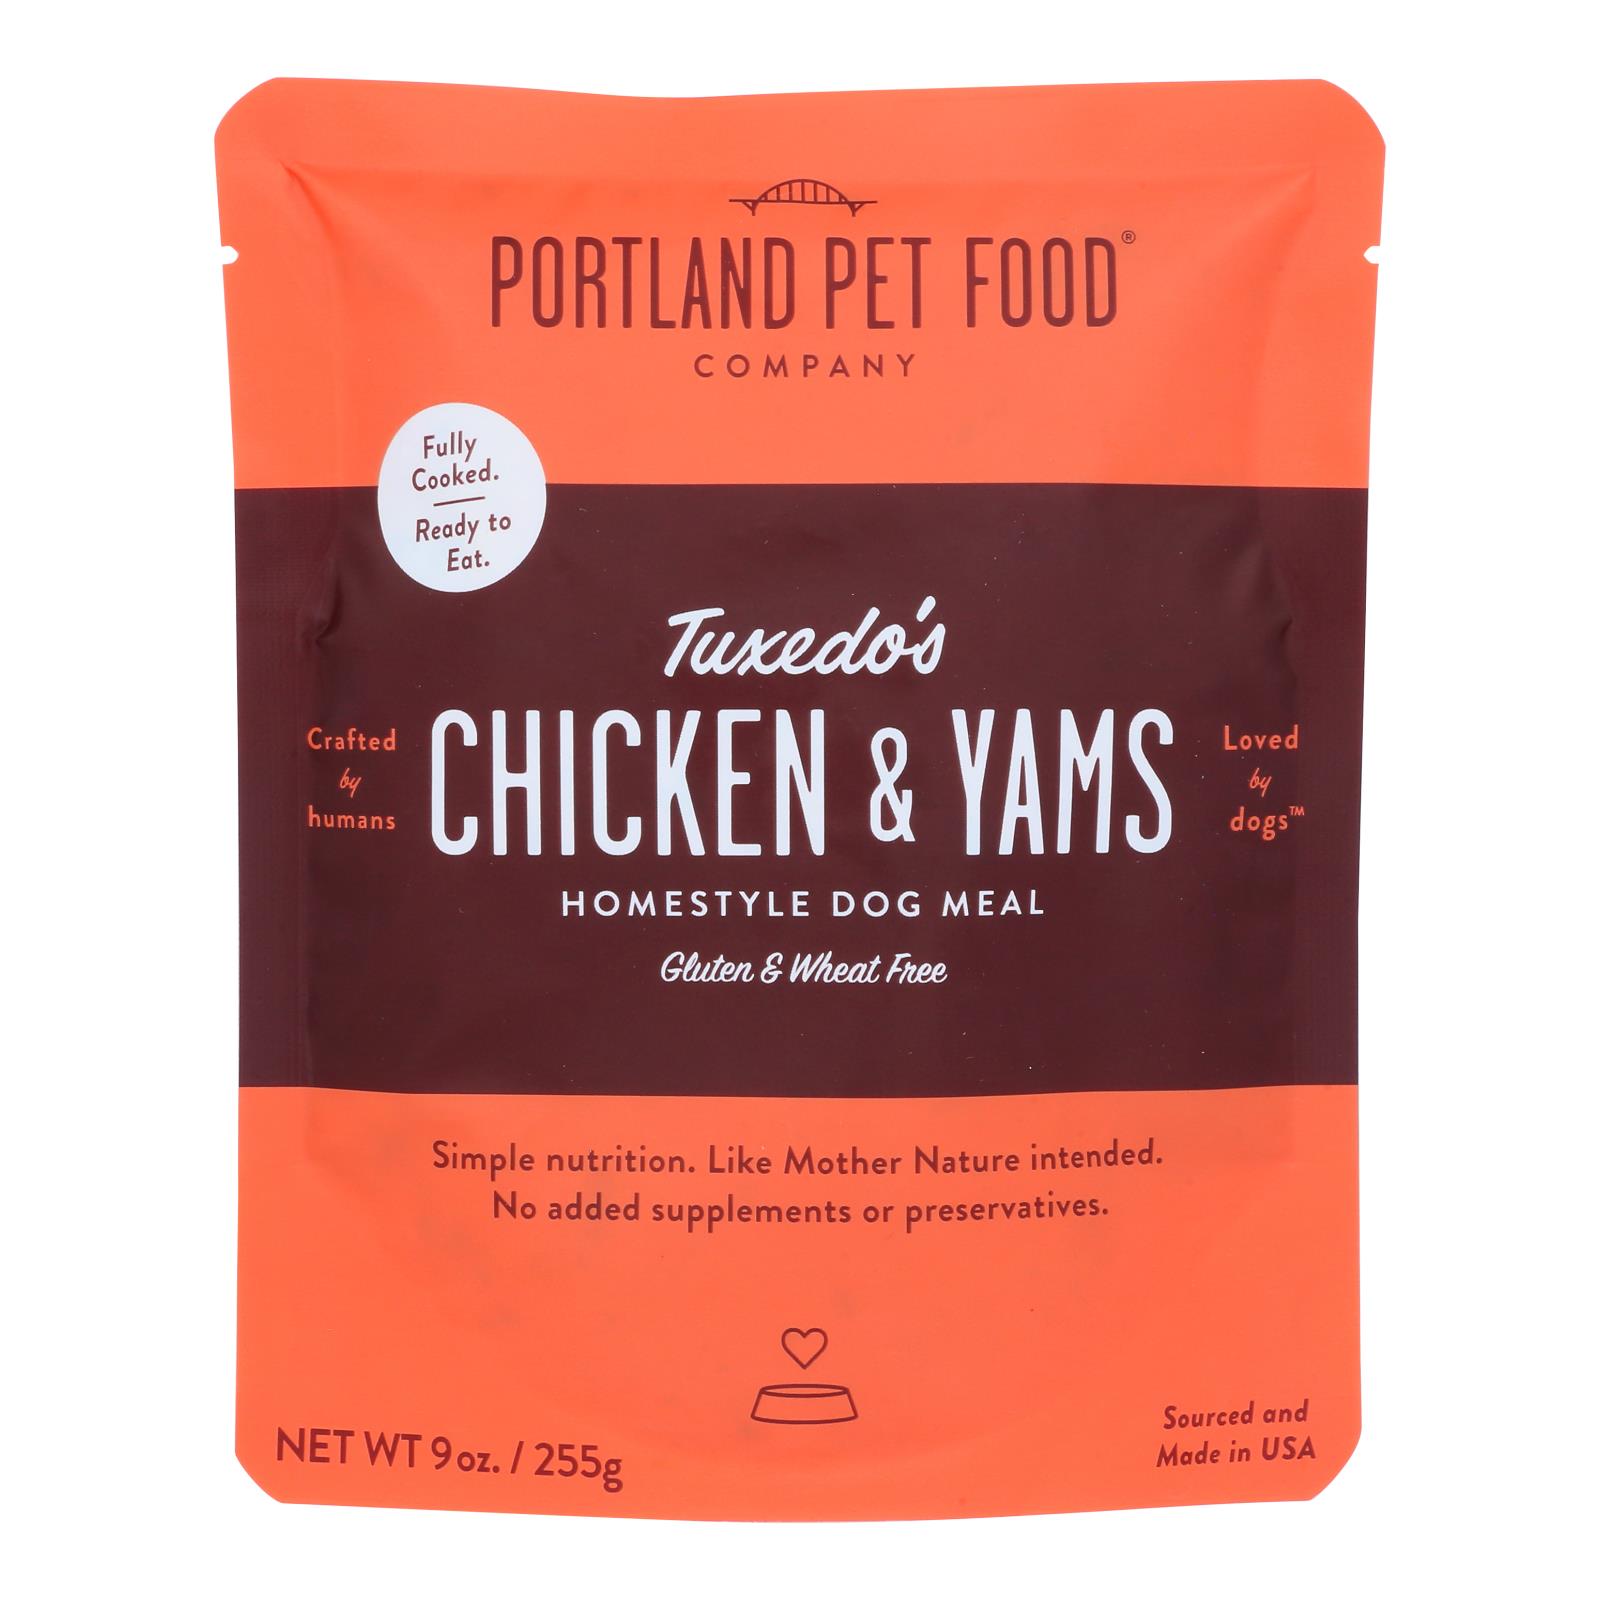 PORTLAND PET FOOD®
COMPANY
Fully
Cooked.
Ready to
Eat.
Tuxedo's
CHICKEN & YAMS
Crafted
by
humans
Loved
by
dogs™
HOMESTYLE DOG MEAL
Gluten & Wheat Free
Simple nutrition. Like Mother Nature intended.
No added supplements or preservatives.
NET WT 9 oz. / 255g
Sourced and
Made in USA